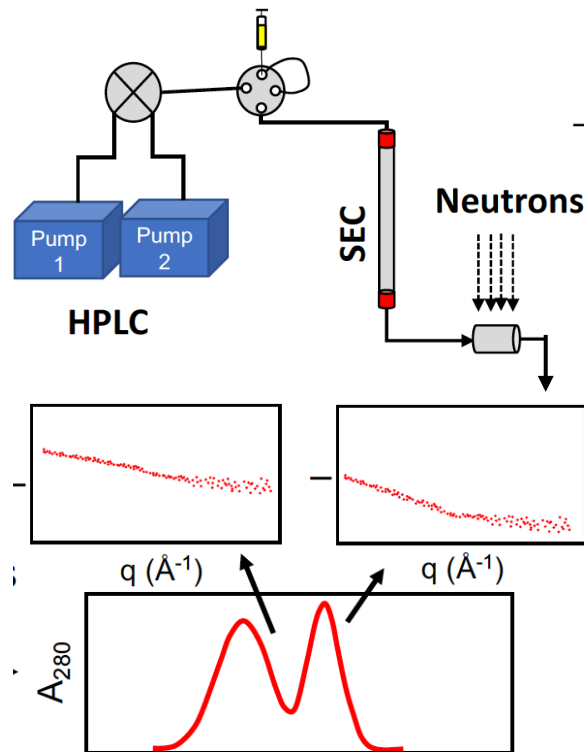 Pump
1
Pump
2
HPLC
SEC
Neutrons
I
I
q (Å⁻¹)
q (Å⁻¹)
A₂₈₀